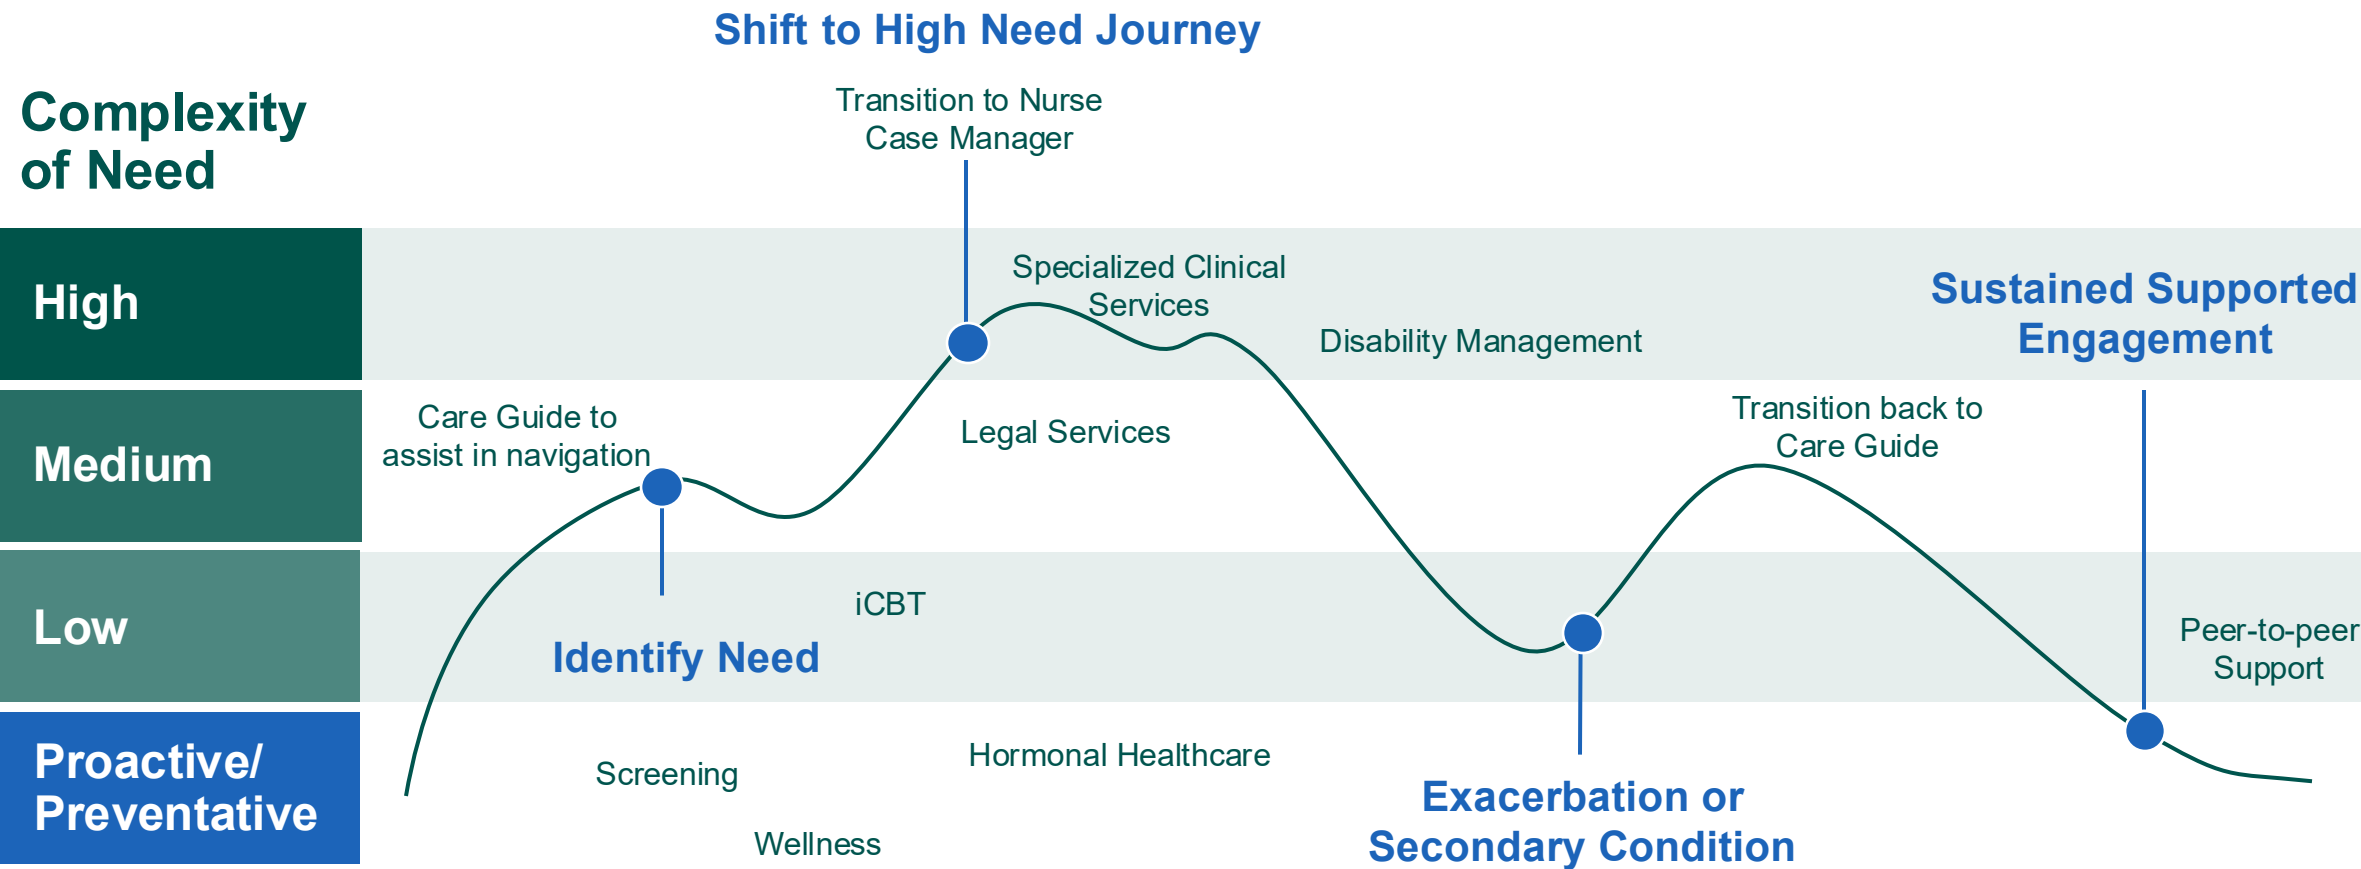 Shift to High Need Journey
Complexity
of Need
Transition to Nurse
Case Manager
High
Specialized Clinical
Services
Disability Management
Sustained Supported
Engagement
Medium
Care Guide to
assist in navigation
Legal Services
Transition back to
Care Guide
Low
iCBT
Identify Need
Peer-to-peer
Support
Proactive/
Preventative
Screening
Hormonal Healthcare
Wellness
Exacerbation or
Secondary Condition